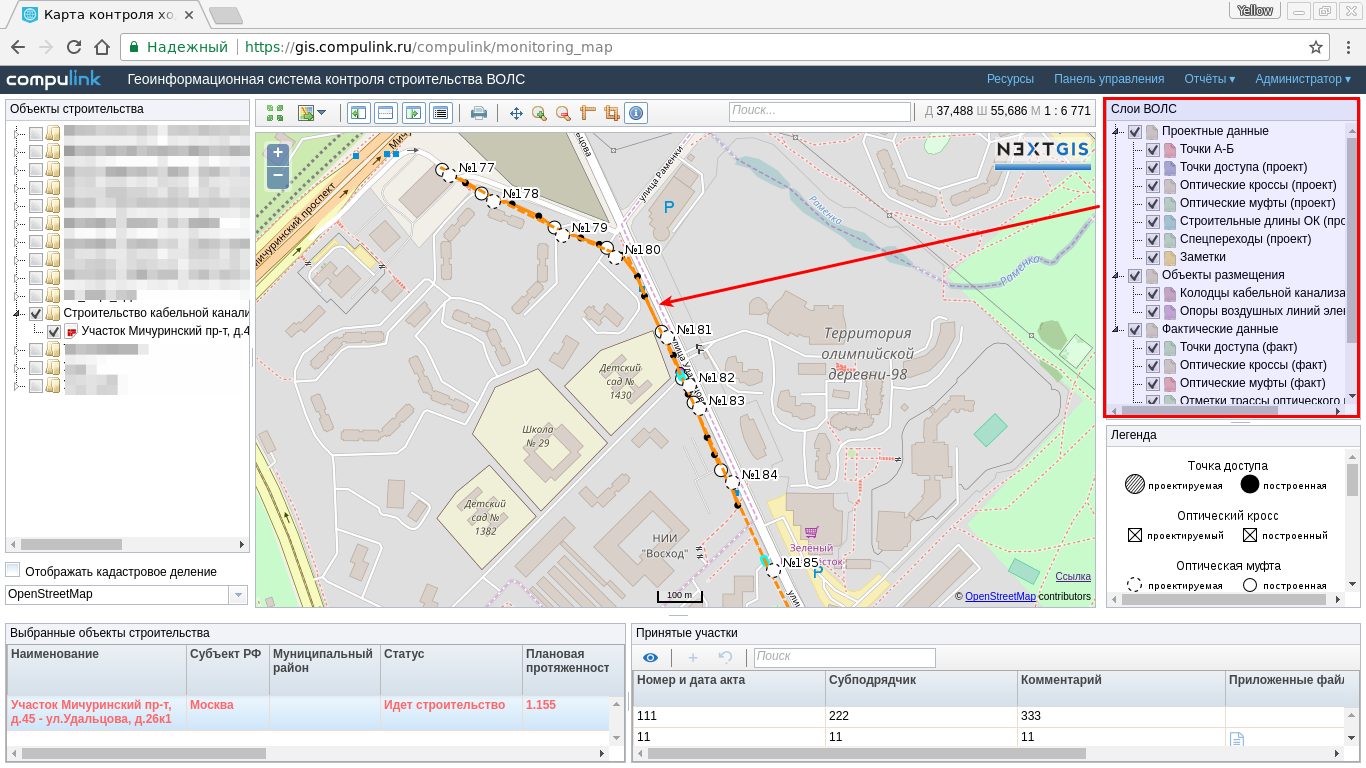 Карта контроля хо
Yellow
Надежный
https://gis.compulink.ru/compulink/monitoring_map
compulink
Геоинформационная система контроля строительства ВОЛС
Ресурсы
Панель управления
Отчёты ▾
Администратор ▾
Объекты строительства
Строительство кабельной канали
Участок Мичуринский пр-т, д.4
Отображать кадастровое деление
OpenStreetMap
Поиск...
Д 37,488 Ш 55,686 М 1 : 6 771
+
−
NEXTGIS
№177
№178
№179
№180
№181
№182
№183
№184
№185
Мичуринский проспект
улица Раменки
Раменка
Раменка
P
Территория
олимпийской
деревни-98
Детский
сад №
1430
Школа
№ 29
Детский
сад №
1382
НИИ
"Восход"
Зелёный
P
100 m
Ссылка
© OpenStreetMap contributors
Слои ВОЛС
Проектные данные
Точки А-Б
Точки доступа (проект)
Оптические кроссы (проект)
Оптические муфты (проект)
Строительные длины ОК (прс
Спецпереходы (проект)
Заметки
Объекты размещения
Колодцы кабельной канализа
Опоры воздушных линий элек
Фактические данные
Точки доступа (факт)
Оптические кроссы (факт)
Оптические муфты (факт)
Отметки трассы оптического
Легенда
Точка доступа
проектируемая построенная
Оптический кросс
проектируемый построенный
Оптическая муфта
проектируемая построенная
Выбранные объекты строительства
Наименование Субъект РФ Муниципальный район Статус Плановая протяженност
Участок Мичуринский пр-т, д.45 - ул.Удальцова, д.26к1 Москва Идет строительство 1.155
Принятые участки
Поиск
Номер и дата акта Субподрядчик Комментарий Приложенные фай
111 222 333
11 11 11